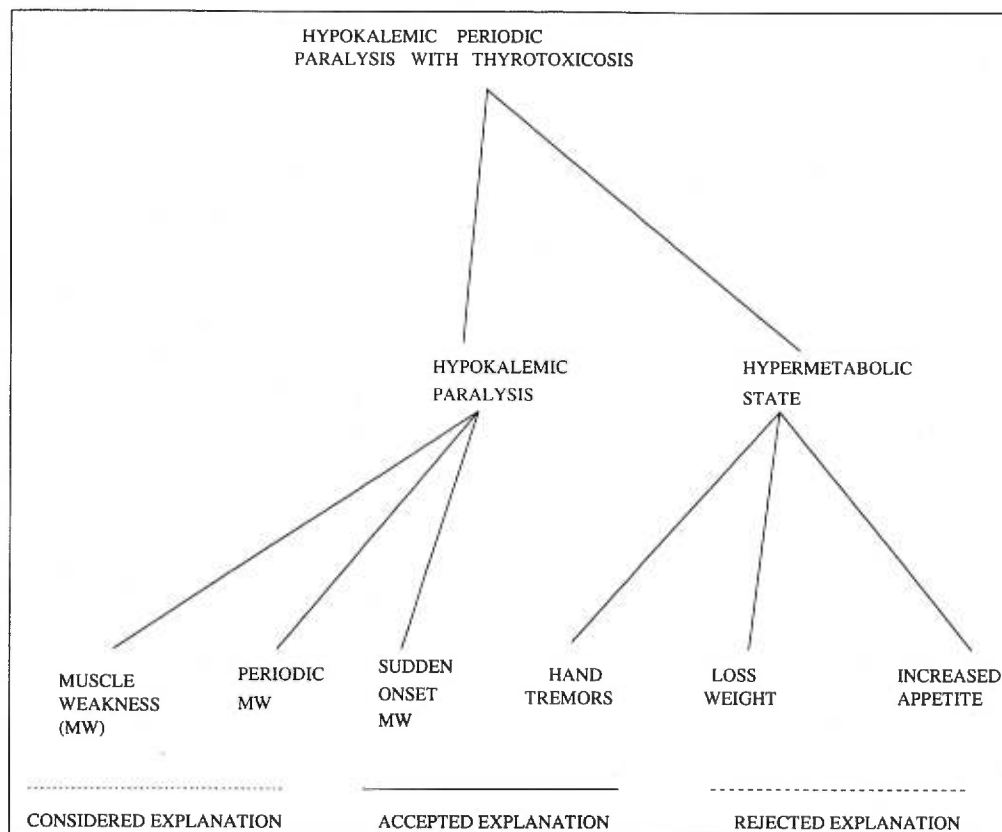 HYPOKALEMIC PERIODIC
PARALYSIS WITH THYROTOXICOSIS
HYPOKALEMIC
PARALYSIS
HYPERMETABOLIC
STATE
MUSCLE
WEAKNESS
(MW)
PERIODIC
MW
SUDDEN
ONSET
MW
HAND
TREMORS
LOSS
WEIGHT
INCREASED
APPETITE
CONSIDERED EXPLANATION
ACCEPTED EXPLANATION
REJECTED EXPLANATION